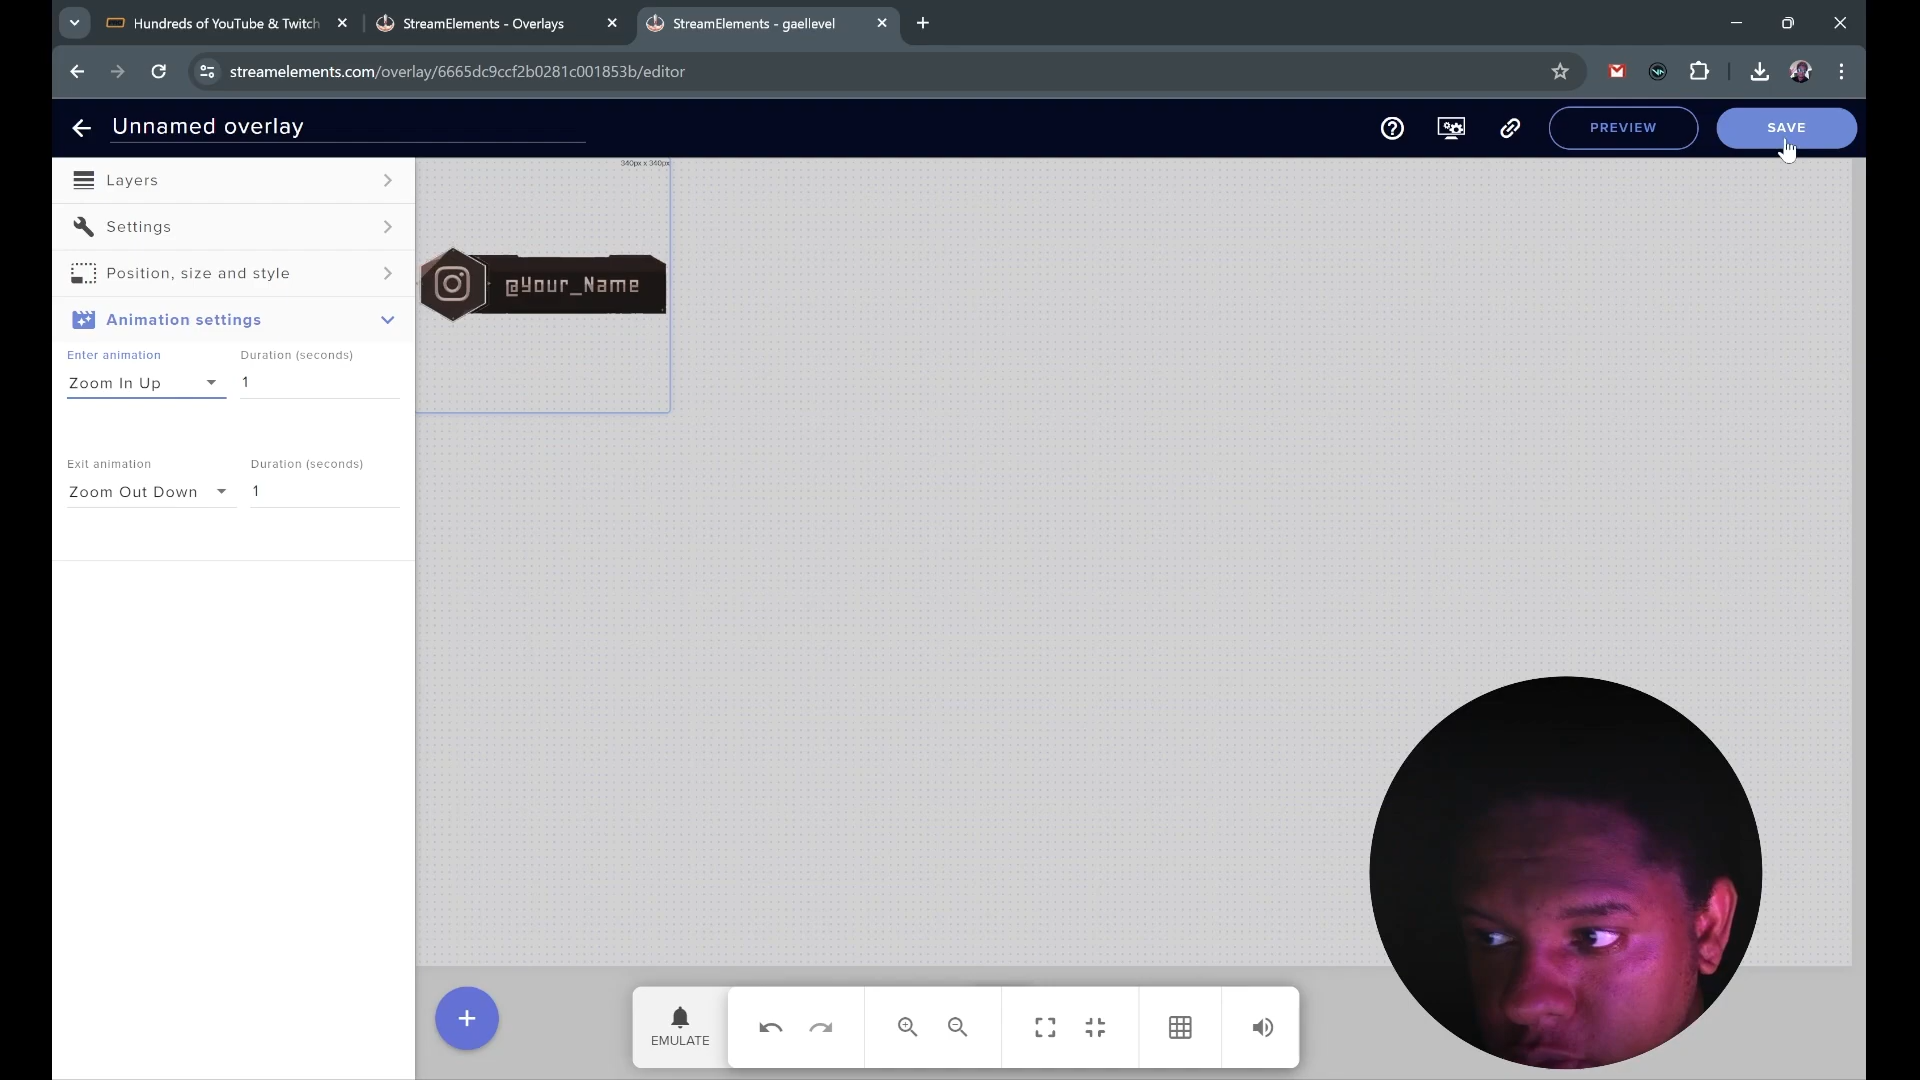 Hundreds of YouTube & Twitch
StreamElements - Overlays
StreamElements - gaellevel
streamelements.com/overlay/6665dc9ccf2b0281c001853b/editor
Unnamed overlay
PREVIEW
SAVE
Layers
Settings
Position, size and style
Animation settings
Enter animation
Duration (seconds)
Zoom In Up
1
Exit animation
Duration (seconds)
Zoom Out Down
1
340px x 340px
@Your_Name
EMULATE